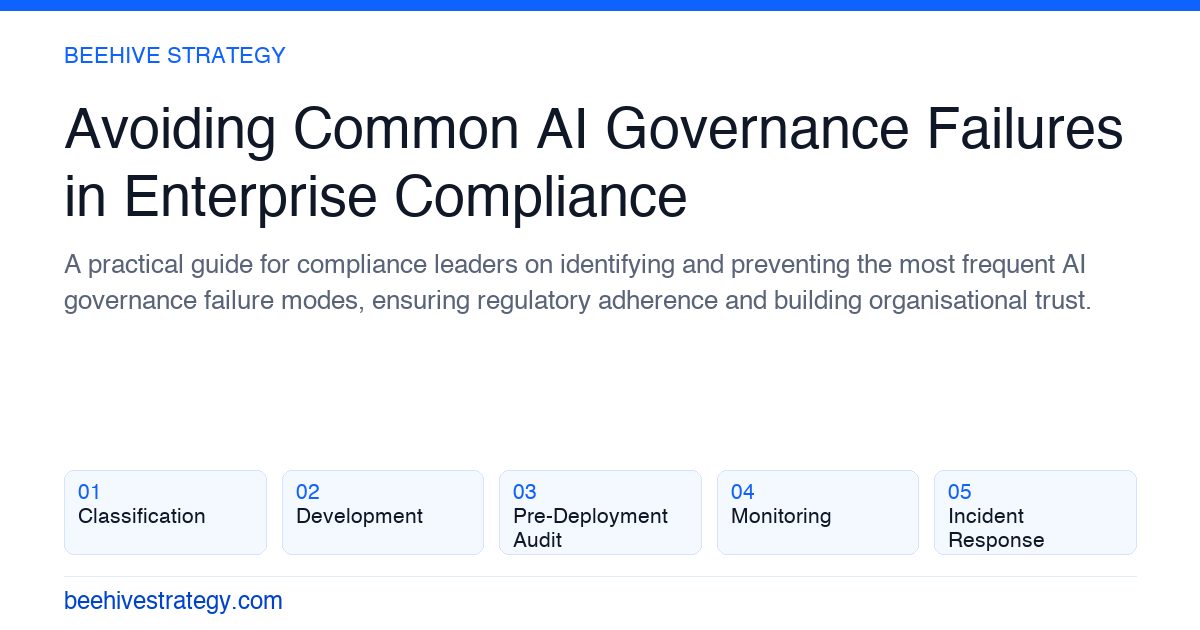 BEEHIVE STRATEGY
Avoiding Common AI Governance Failures
in Enterprise Compliance
A practical guide for compliance leaders on identifying and preventing the most frequent AI
governance failure modes, ensuring regulatory adherence and building organisational trust.
01
Classification
02
Development
03
Pre-Deployment
Audit
04
Monitoring
05
Incident
Response
beehivestrategy.com